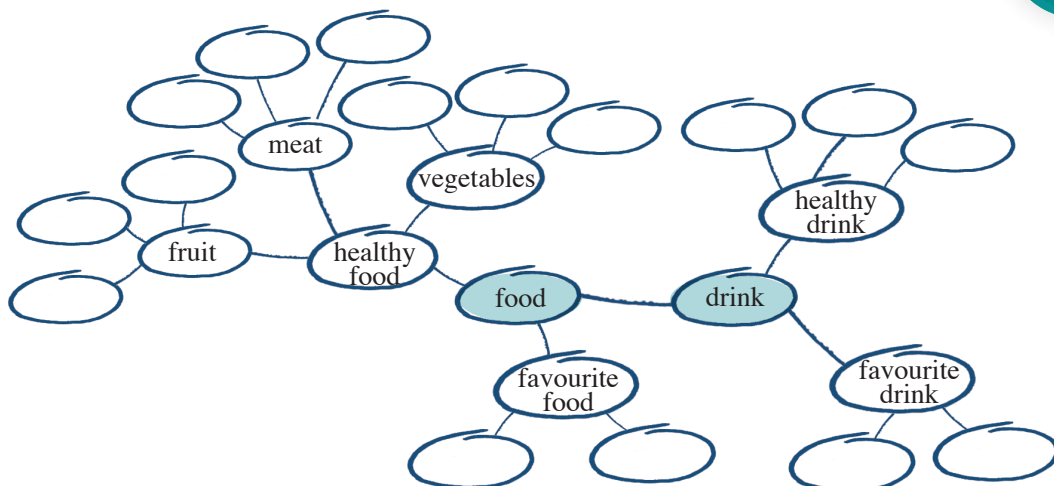 meat
vegetables
healthy
drink
fruit
healthy
food
food
drink
favourite
food
favourite
drink